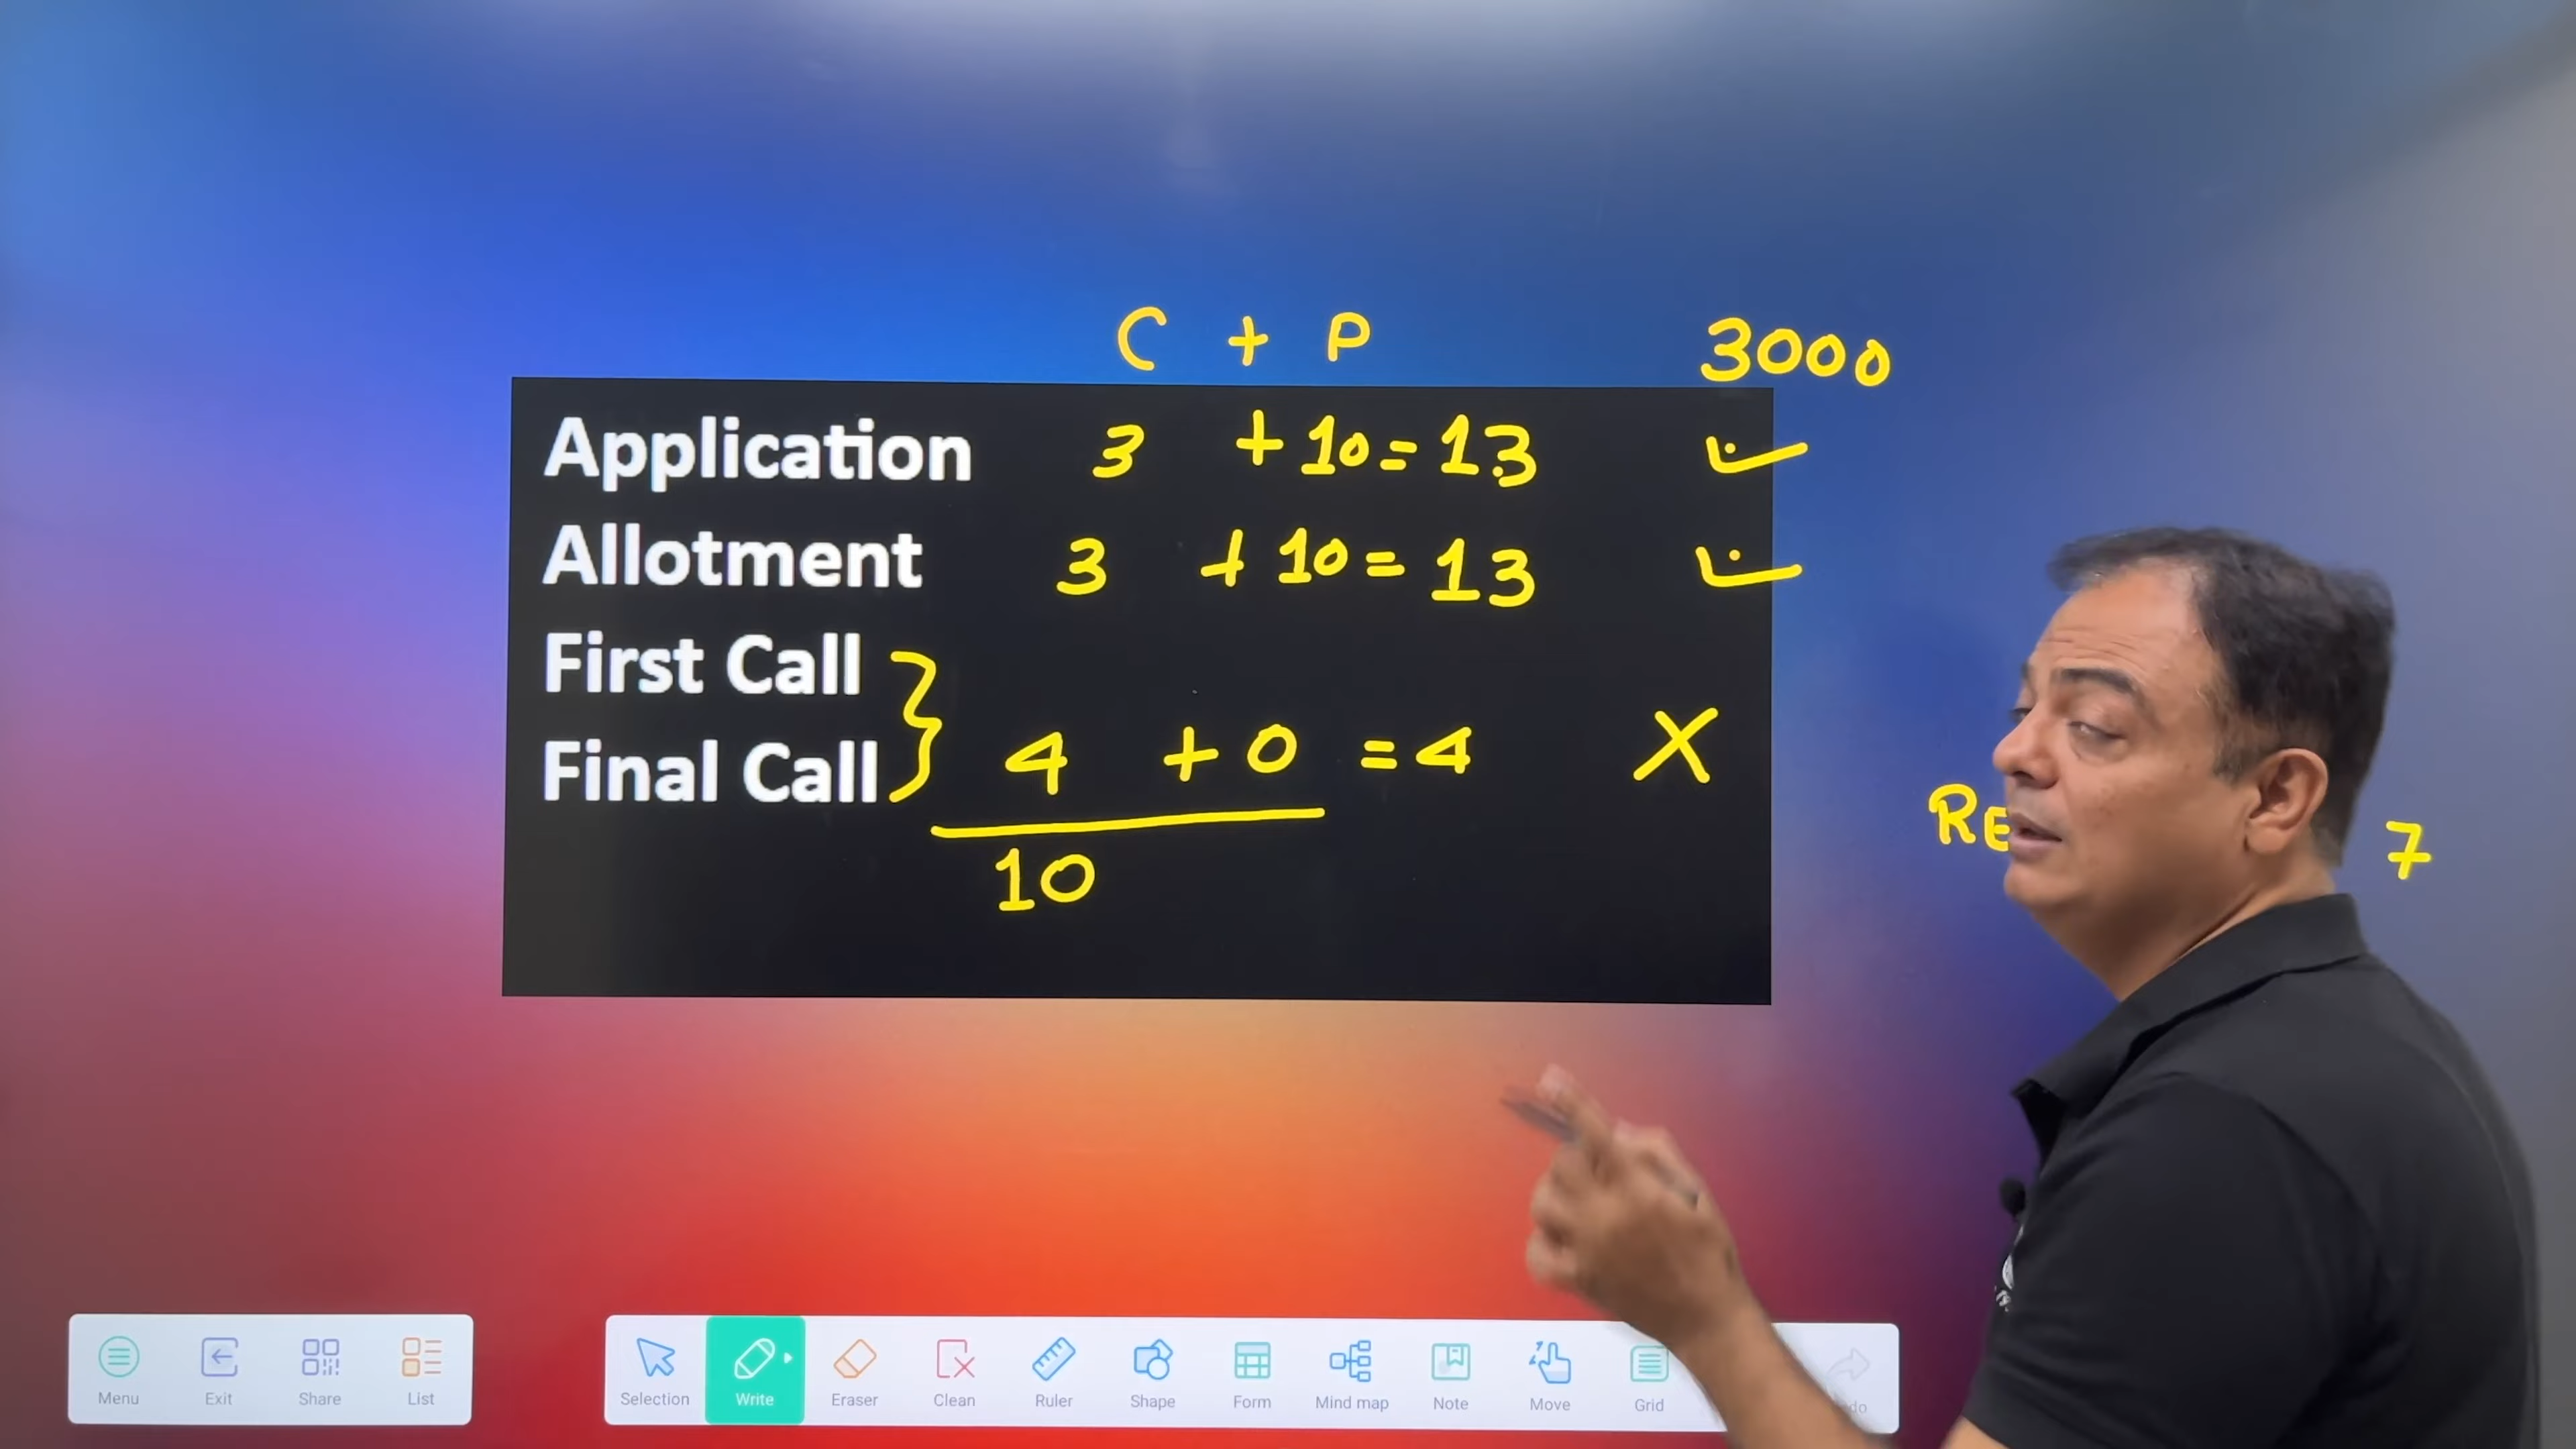 C + P 3000
Application 3 + 10 = 13 ✓
Allotment 3 + 10 = 13 ✓
First Call }
Final Call 4 + 0 = 4 X
RE 7
10
Menu Exit Share List Selection Write Eraser Clean Ruler Shape Form Mind map Note Move Grid